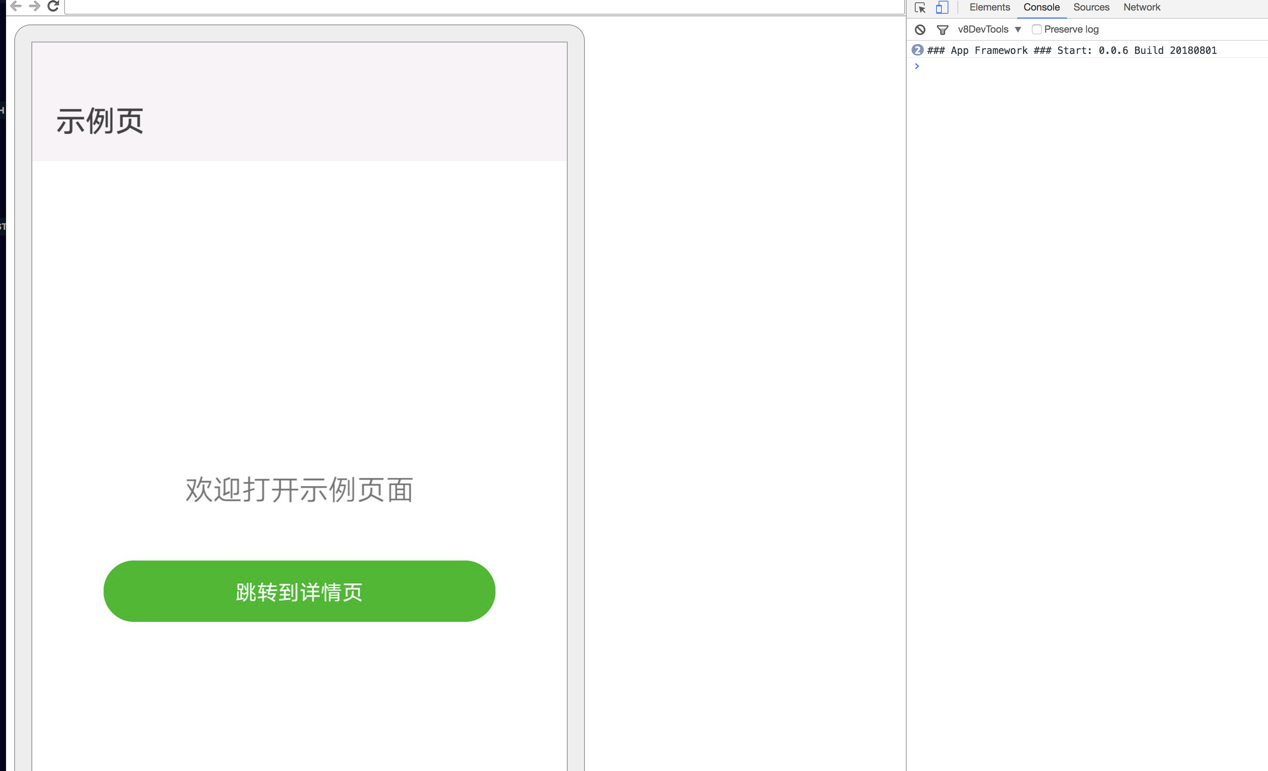 Elements Console Sources Network
v8DevTools ▼ Preserve log
2 ### App Framework ### Start: 0.0.6 Build 20180801
示例页
欢迎打开示例页面
跳转到详情页